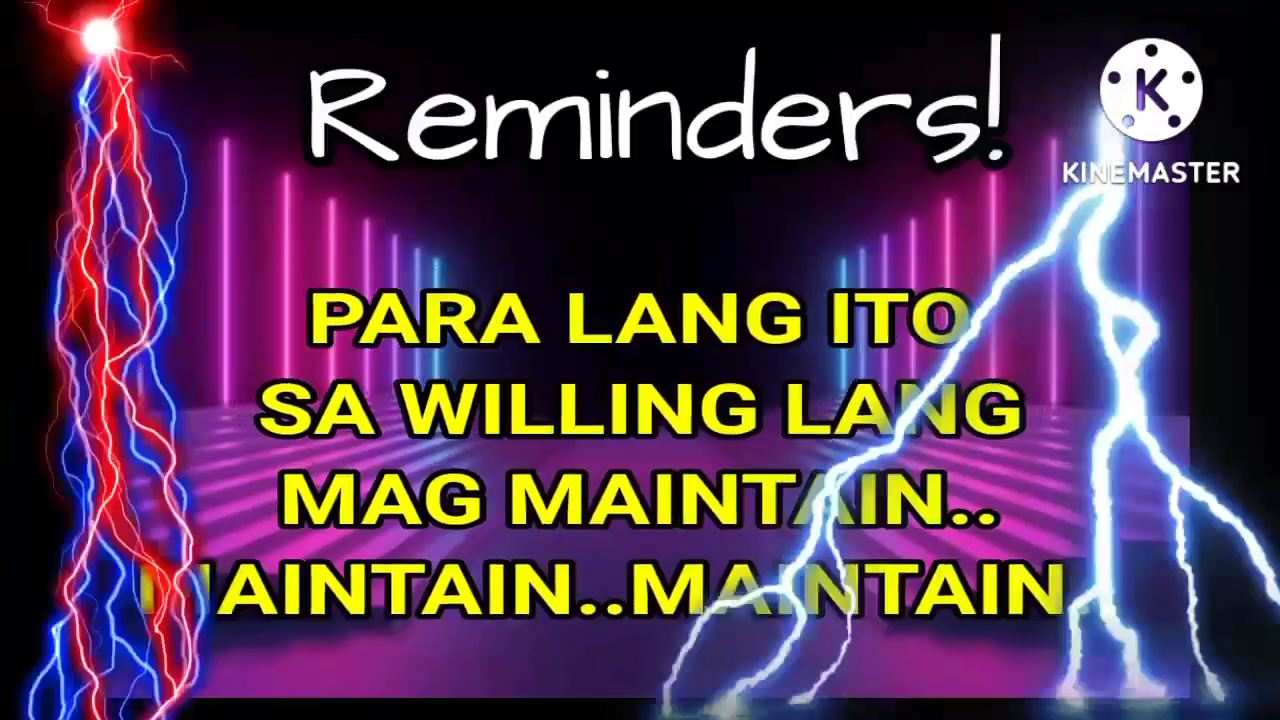 Reminders!
K
KINEMASTER
PARA LANG ITO
SA WILLING LANG
MAG MAINTAIN..
MAINTAIN..MAINTAIN